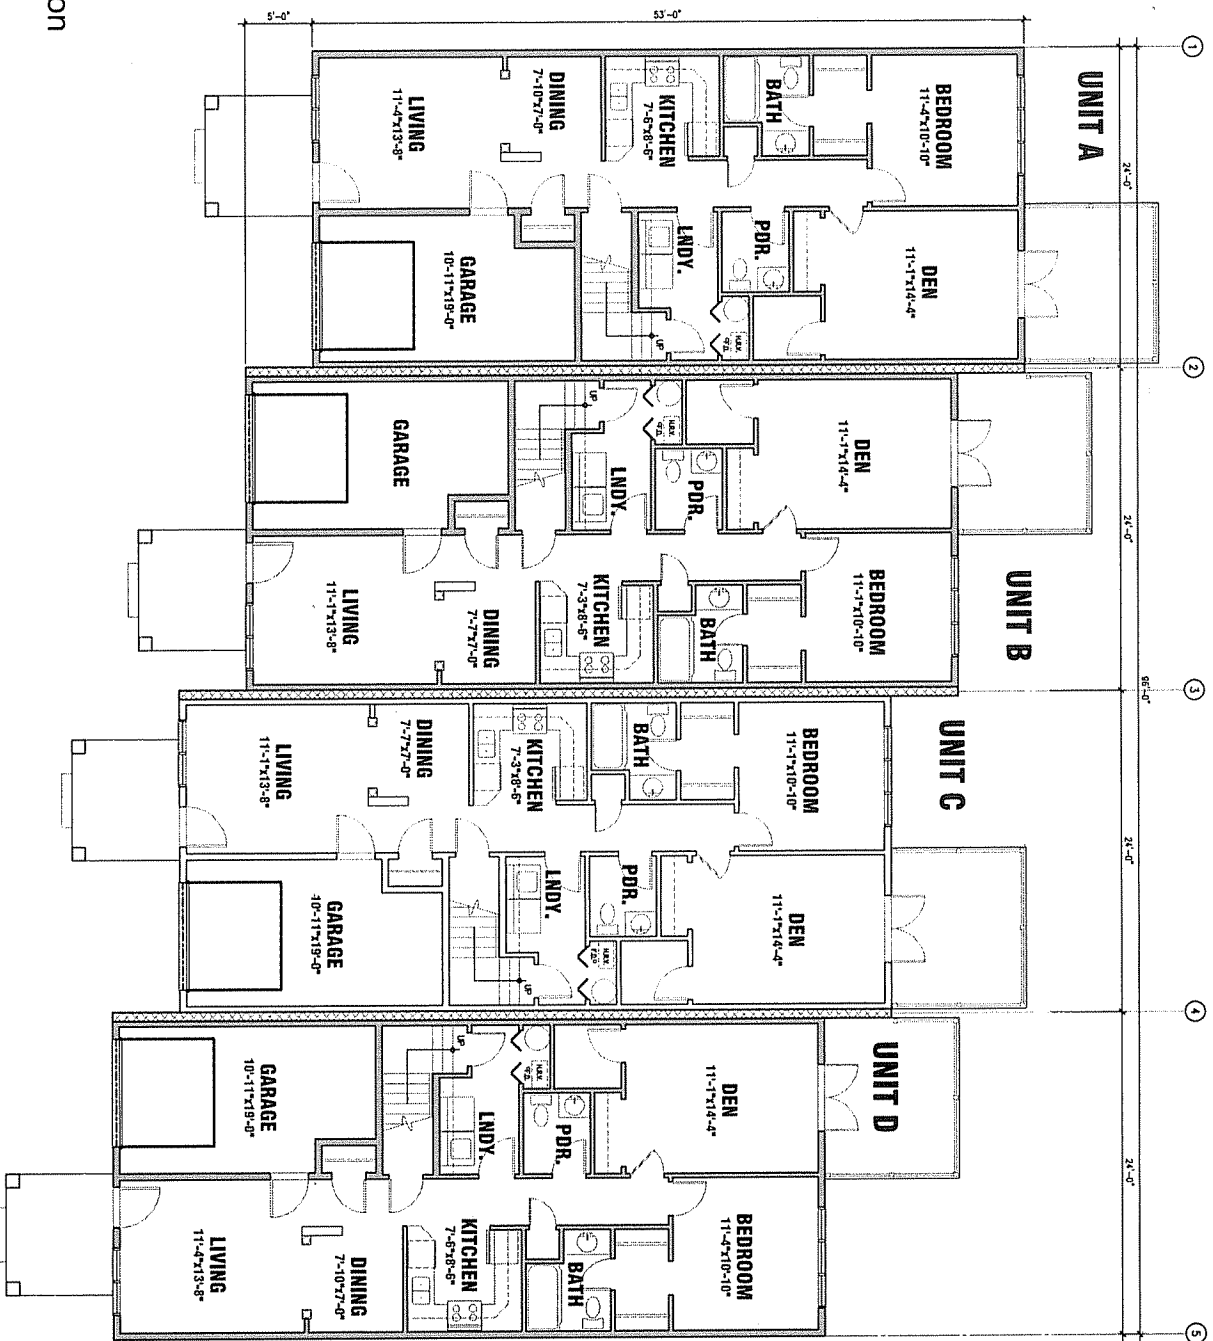 on
5'-0"
53'-0"
1
2
3
4
5
24'-0"
24'-0"
24'-0"
24'-0"
96'-0"
UNIT A
BEDROOM
11'-4"x10'-10"
BATH
KITCHEN
7'-6"x8'-6"
DINING
7'-10"x7'-0"
LIVING
11'-4"x13'-8"
DEN
11'-1"x14'-4"
PDR.
LNDY.
H.R.V.
UP
GARAGE
10'-11"x19'-0"
UNIT B
DEN
11'-1"x14'-4"
PDR.
LNDY.
H.R.V.
UP
GARAGE
BEDROOM
11'-1"x10'-10"
BATH
KITCHEN
7'-3"x8'-6"
DINING
7'-7"x7'-0"
LIVING
11'-1"x13'-8"
UNIT C
BEDROOM
11'-1"x10'-10"
BATH
KITCHEN
7'-3"x8'-6"
DINING
7'-7"x7'-0"
LIVING
11'-1"x13'-8"
DEN
11'-1"x14'-4"
PDR.
LNDY.
H.R.V.
UP
GARAGE
10'-11"x19'-0"
UNIT D
DEN
11'-1"x14'-4"
PDR.
LNDY.
H.R.V.
UP
GARAGE
10'-11"x19'-0"
BEDROOM
11'-4"x10'-10"
BATH
KITCHEN
7'-6"x8'-6"
DINING
7'-10"x7'-0"
LIVING
11'-4"x13'-8"